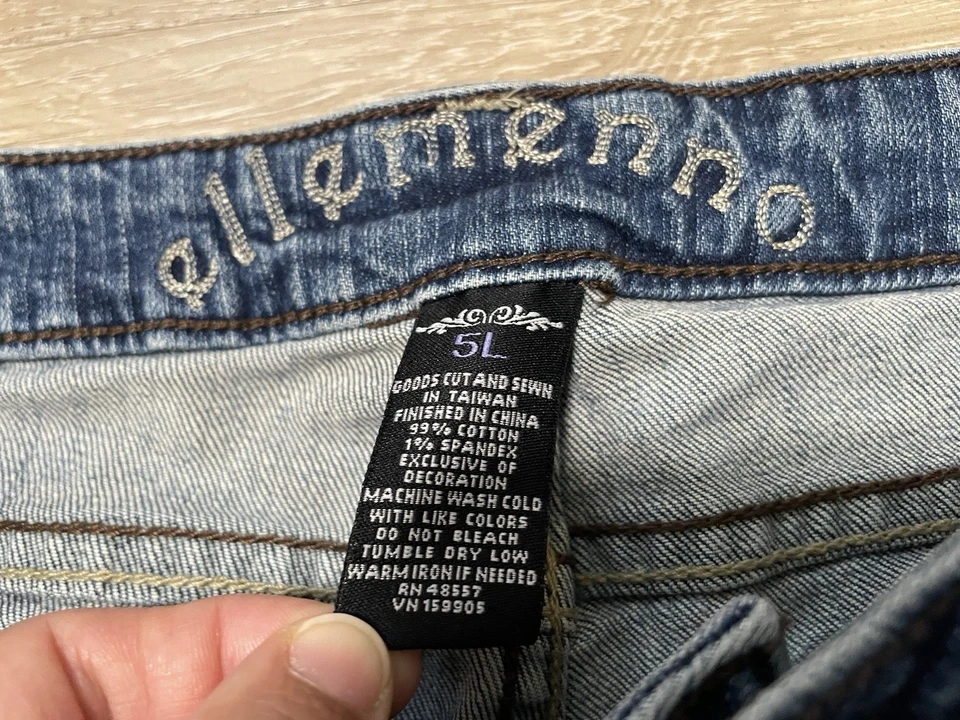 ellemenno
5L
GOODS CUT AND SEWN
IN TAIWAN
FINISHED IN CHINA
99% COTTON
1% SPANDEX
EXCLUSIVE OF
DECORATION
MACHINE WASH COLD
WITH LIKE COLORS
DO NOT BLEACH
TUMBLE DRY LOW
WARM IRON IF NEEDED
RN 48557
VN 159905